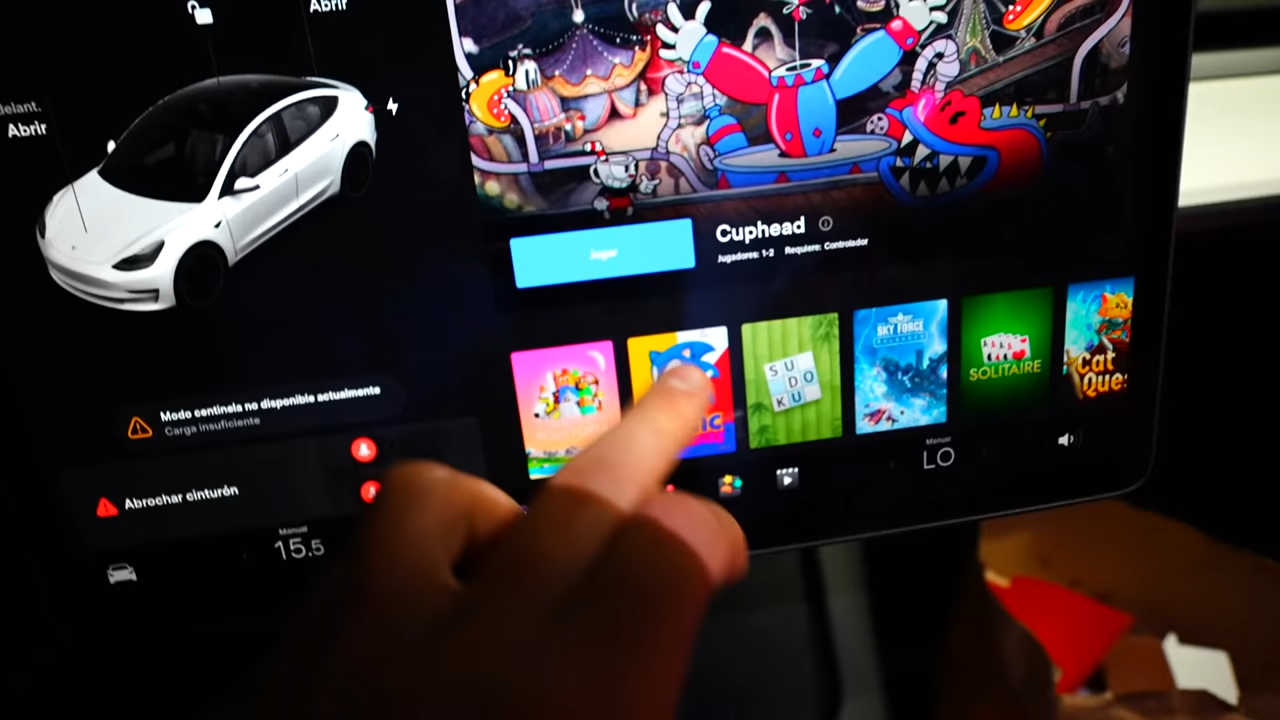 Abrir
delant.
Abrir
Cuphead
Jugar
Jugadores: 1-2 Requiere: Controlador
SKY FORCE
SU
DO
KU
SOLITAIRE
Cat
Modo centinela no disponible actualmente
Carga insuficiente
Abrochar cinturón
Manual
15.5
Manual
LO